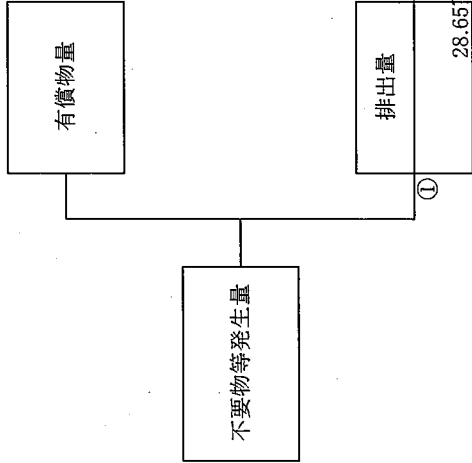 有償物量
不要物等発生量
排出量
①
28.657